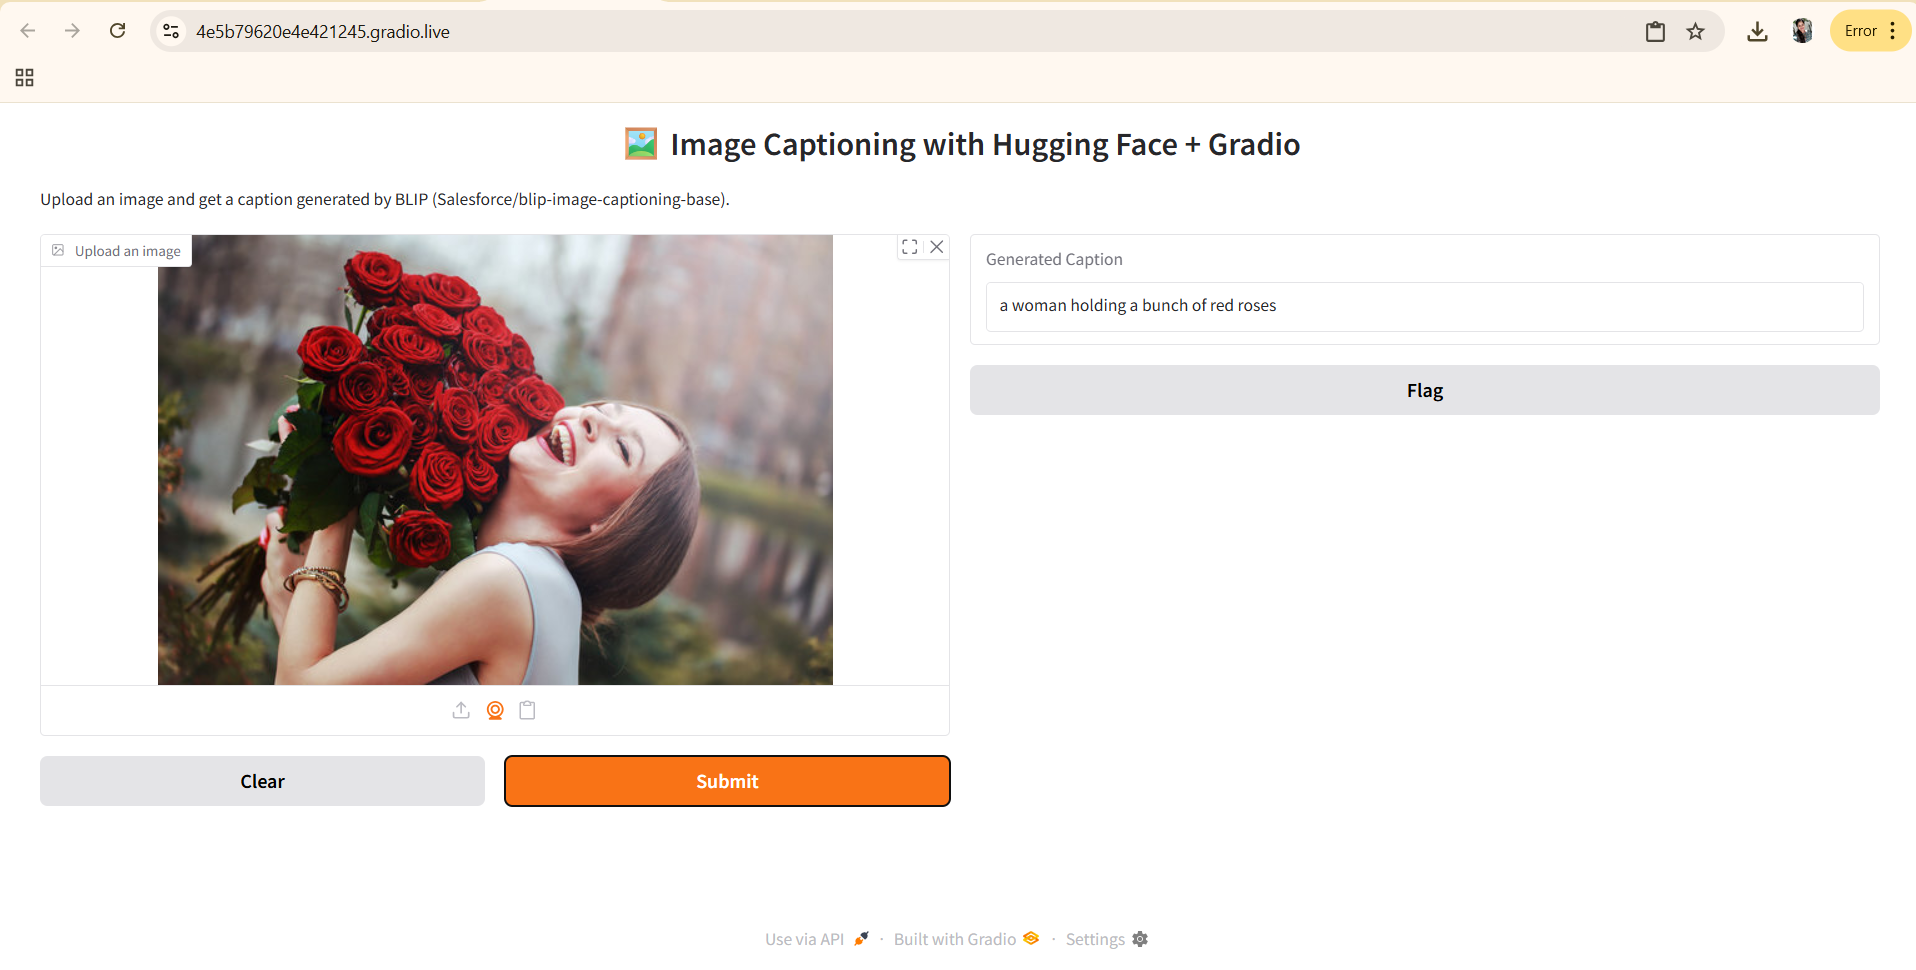 4e5b79620e4e421245.gradio.live
Error
Image Captioning with Hugging Face + Gradio
Upload an image and get a caption generated by BLIP (Salesforce/blip-image-captioning-base).
Upload an image
Generated Caption
a woman holding a bunch of red roses
Flag
Clear
Submit
Use via API · Built with Gradio · Settings